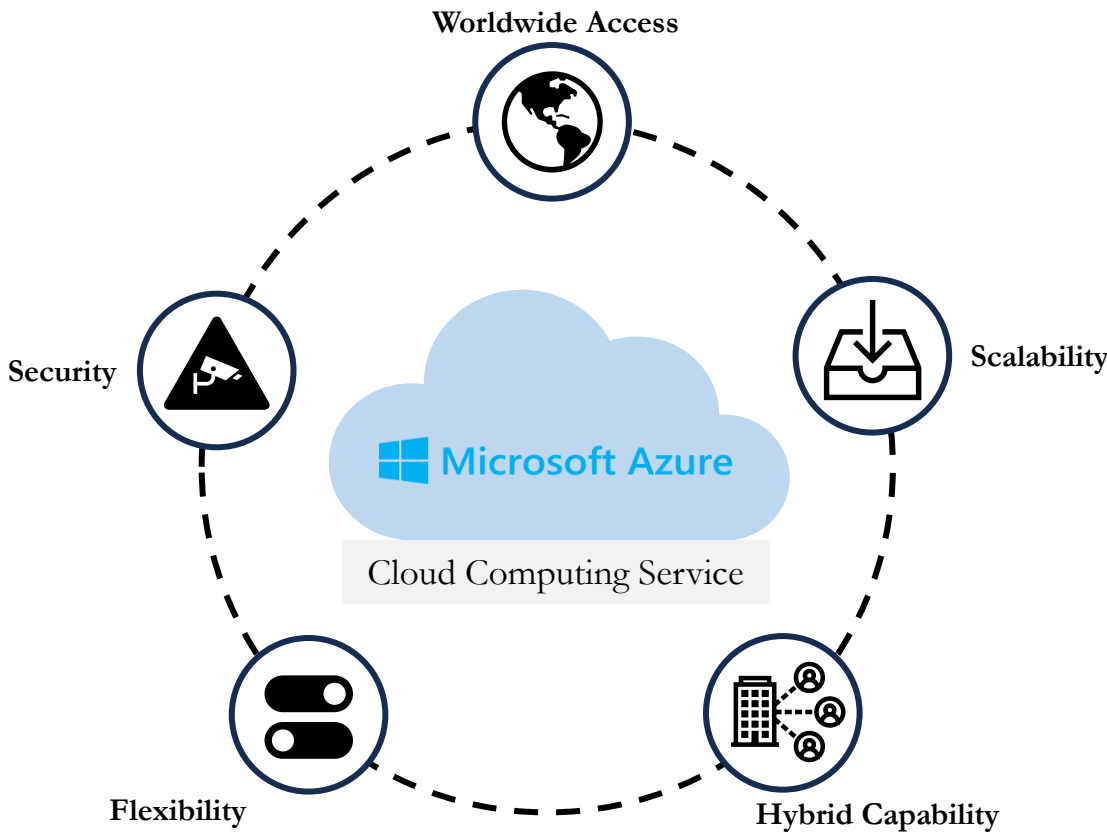 Worldwide Access
Security
Scalability
Microsoft Azure
Cloud Computing Service
Flexibility
Hybrid Capability